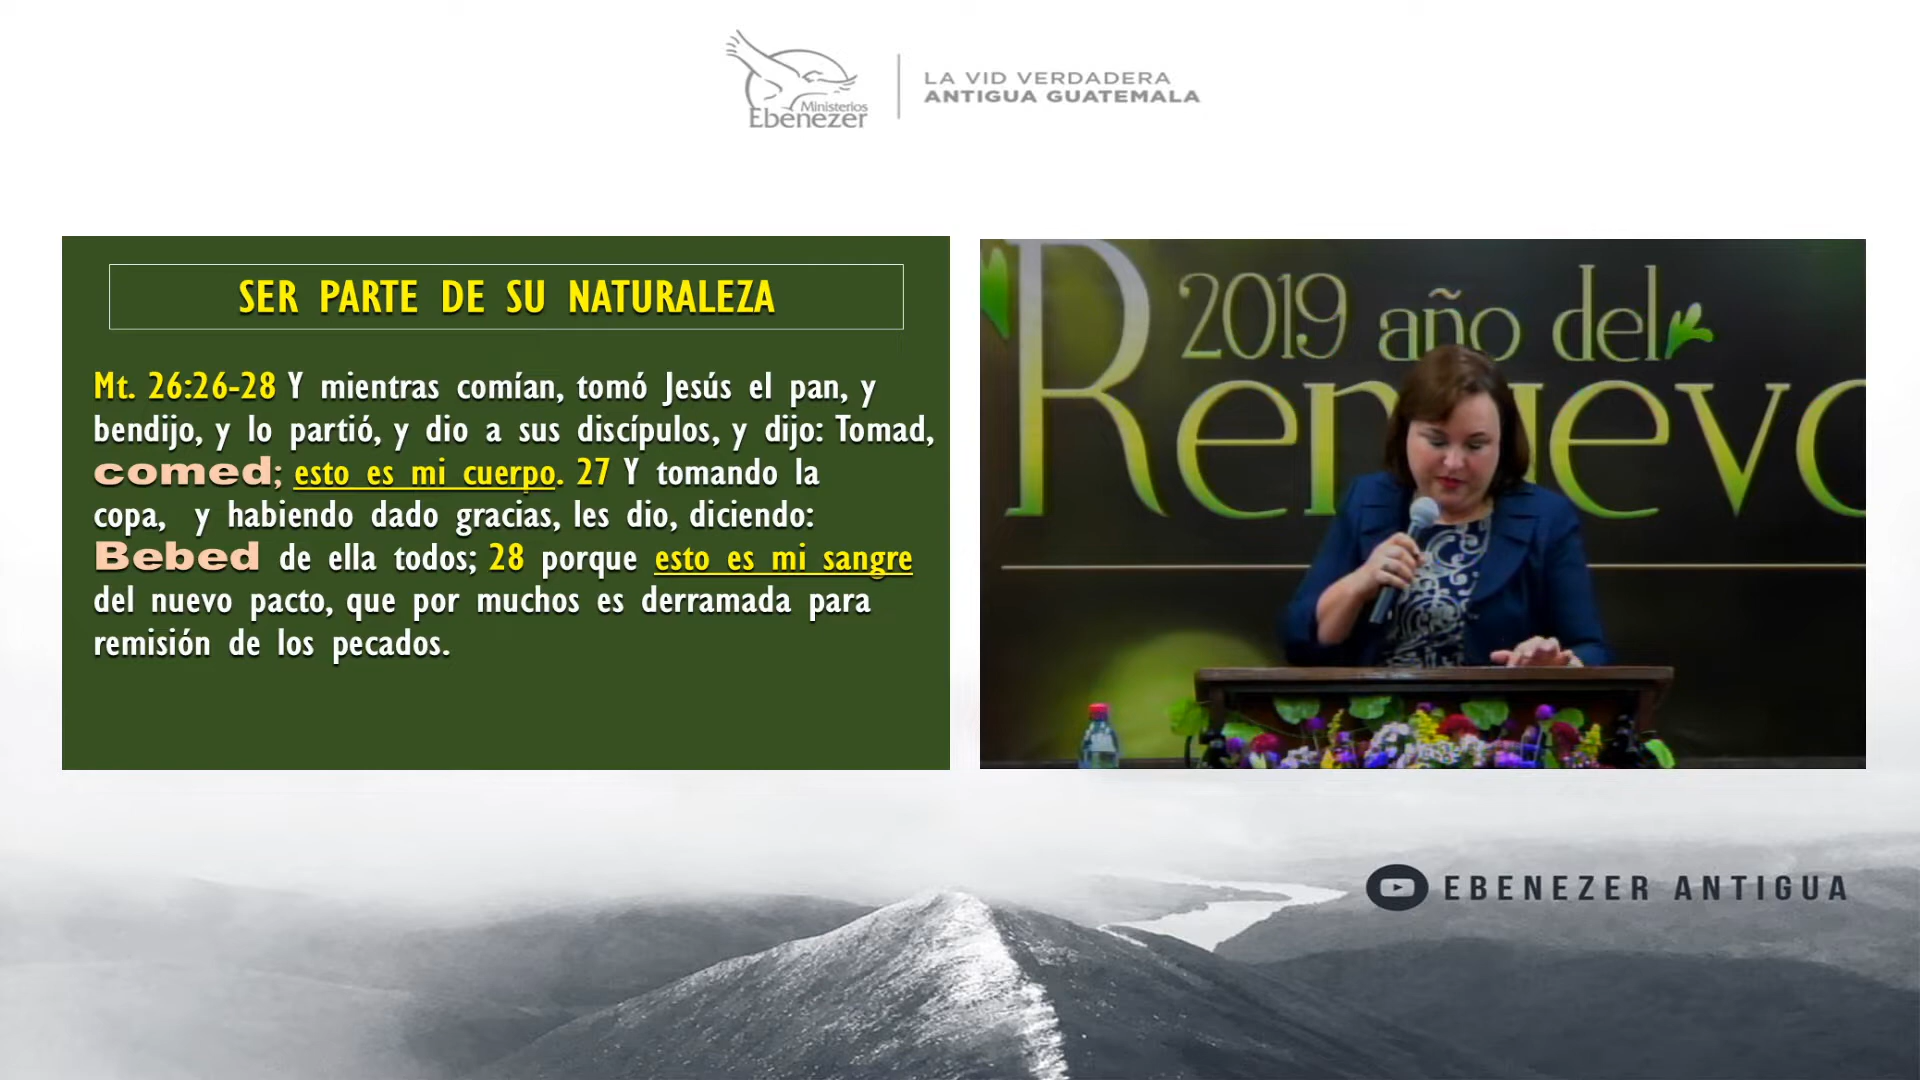 Ministerios
Ebenezer
LA VID VERDADERA
ANTIGUA GUATEMALA
SER PARTE DE SU NATURALEZA
Mt. 26:26-28 Y mientras comían, tomó Jesús el pan, y
bendijo, y lo partió, y dio a sus discípulos, y dijo: Tomad,
comed; esto es mi cuerpo. 27 Y tomando la
copa, y habiendo dado gracias, les dio, diciendo:
Bebed de ella todos; 28 porque esto es mi sangre
del nuevo pacto, que por muchos es derramada para
remisión de los pecados.
2019 año del
Renuevo
EBENEZER ANTIGUA